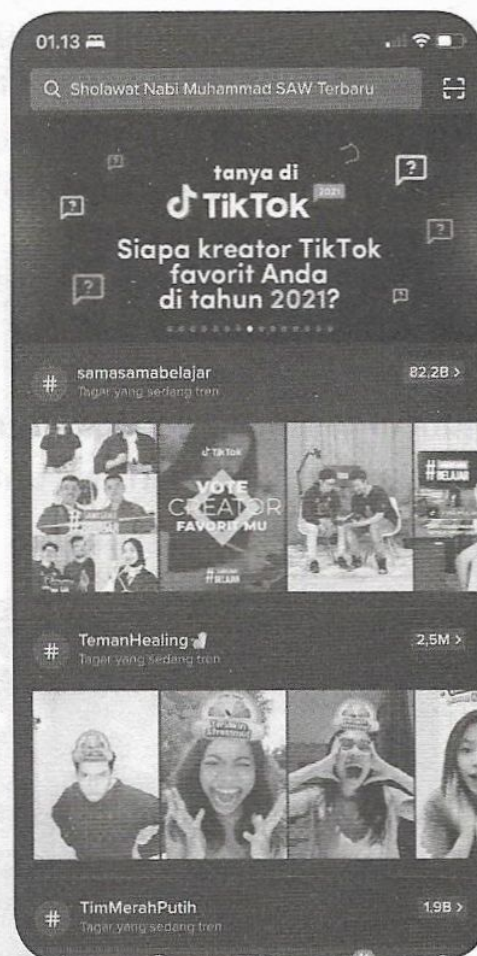 01.13
Sholawat Nabi Muhammad SAW Terbaru
tanya di
TikTok 2021
Siapa kreator TikTok
favorit Anda
di tahun 2021?
# samasamabelajar 82,2B >
Tagar yang sedang tren
TikTok
VOTE
CREATOR
FAVORIT MU
# TemanHealing 2,5M >
Tagar yang sedang tren
# TimMerahPutih 1,9B >
Tagar yang sedang tren